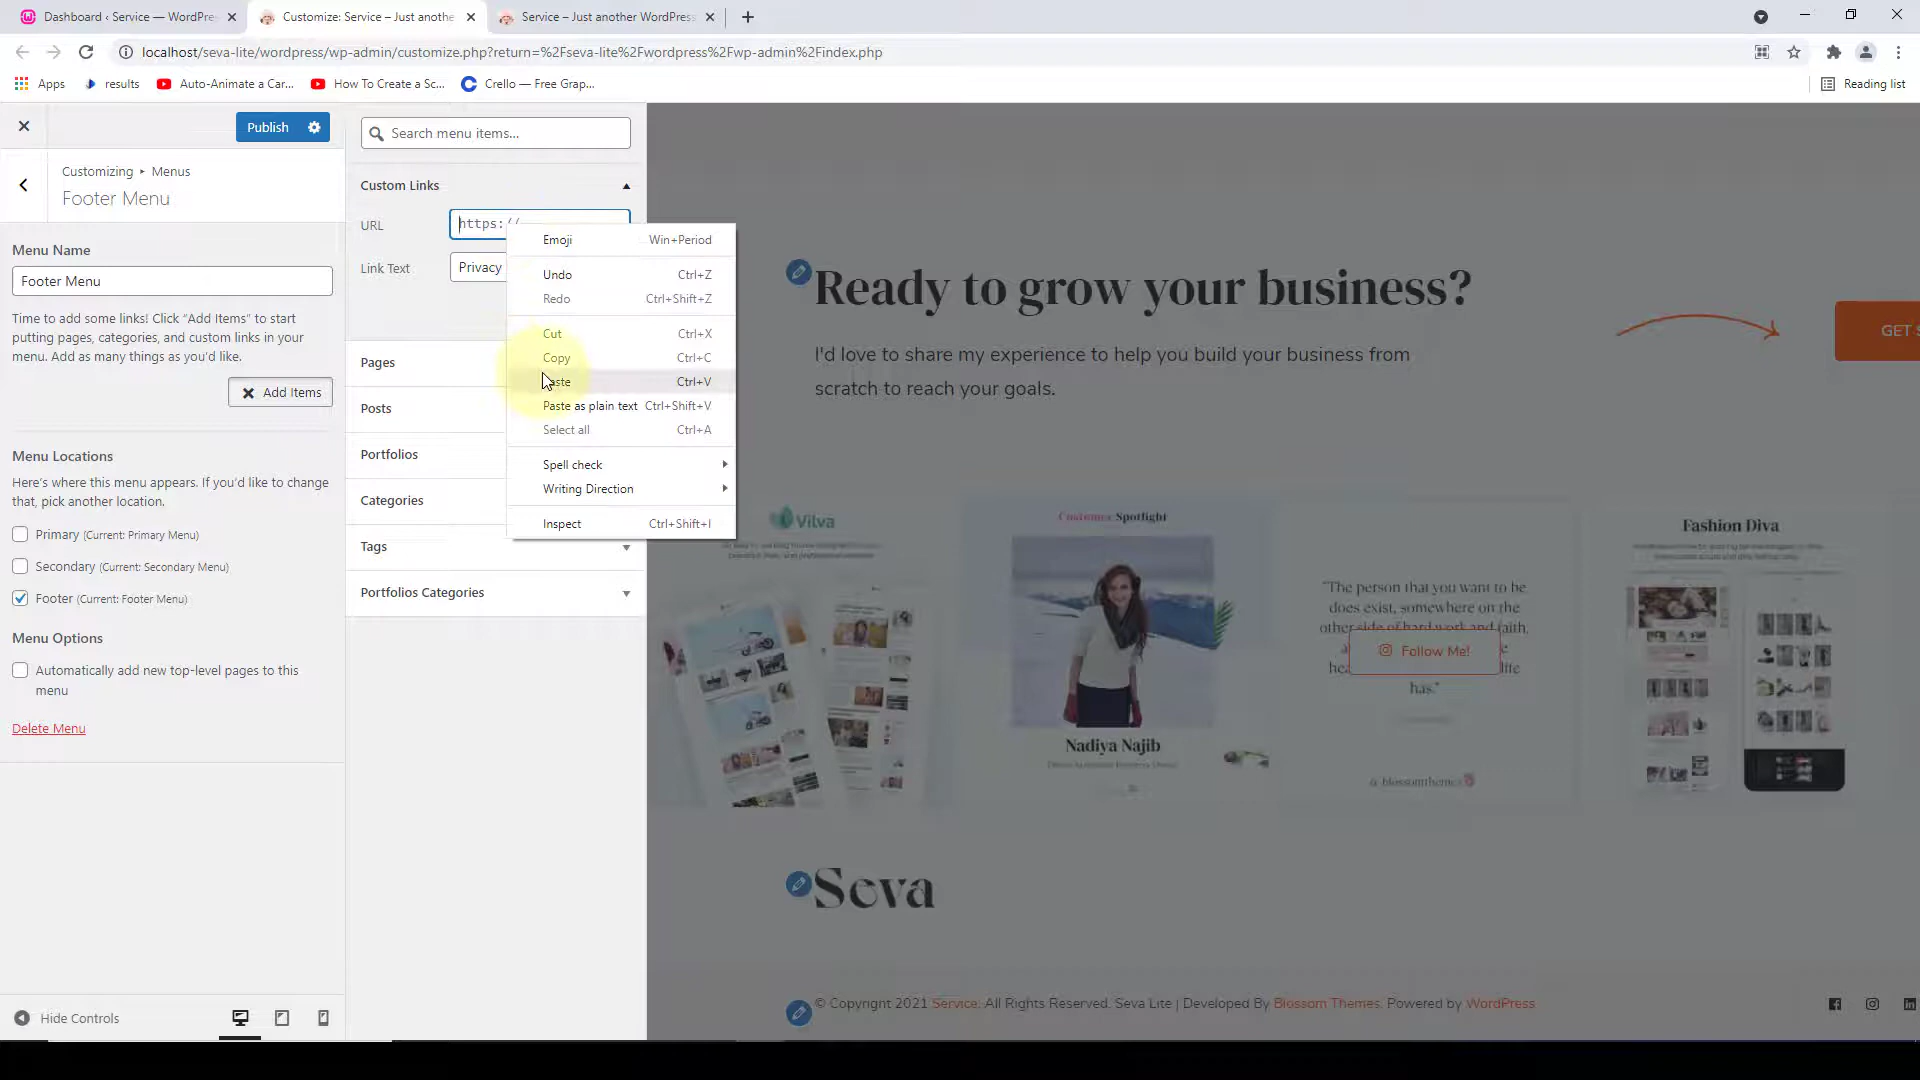 Dashboard ‹ Service — WordPre
Customize: Service – Just anothe
Service – Just another WordPress
localhost/seva-lite/wordpress/wp-admin/customize.php?return=%2Fseva-lite%2Fwordpress%2Fwp-admin%2Findex.php
Apps
results
Auto-Animate a Car...
How To Create a Sc...
Crello — Free Grap...
Reading list
Publish
Customizing ▸ Menus
Footer Menu
Menu Name
Footer Menu
Time to add some links! Click “Add Items” to start
putting pages, categories, and custom links in your
menu. Add as many things as you’d like.
Add Items
Menu Locations
Here’s where this menu appears. If you’d like to change
that, pick another location.
Primary (Current: Primary Menu)
Secondary (Current: Secondary Menu)
Footer (Current: Footer Menu)
Menu Options
Automatically add new top-level pages to this
menu
Delete Menu
Hide Controls
Search menu items...
Custom Links
URL
https://
Link Text
Privacy
Pages
Posts
Portfolios
Categories
Tags
Portfolios Categories
Emoji Win+Period
Undo Ctrl+Z
Redo Ctrl+Shift+Z
Cut Ctrl+X
Copy Ctrl+C
Paste Ctrl+V
Paste as plain text Ctrl+Shift+V
Select all Ctrl+A
Spell check
Writing Direction
Inspect Ctrl+Shift+I
Ready to grow your business?
I'd love to share my experience to help you build your business from
scratch to reach your goals.
GET S
Vilva
Customer Spotlight
Nadiya Najib
"The person that you want to be
does exist, somewhere on the
other side of hard work and faith,
Follow Me!
life
has."
@blossomthemes
Fashion Diva
Seva
© Copyright 2021 Service. All Rights Reserved. Seva Lite | Developed By Blossom Themes. Powered by WordPress.